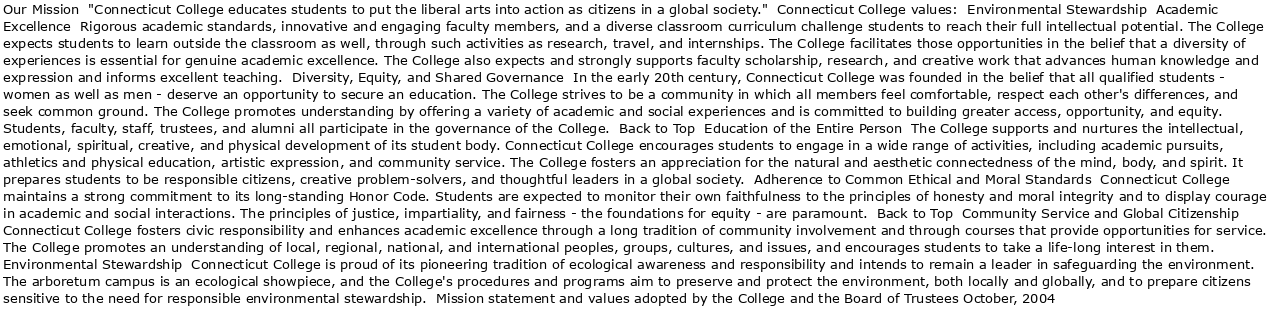 Our Mission  "Connecticut College educates students to put the liberal arts into action as citizens in a global society."  Connecticut College values:  Environmental Stewardship  Academic
Excellence  Rigorous academic standards, innovative and engaging faculty members, and a diverse classroom curriculum challenge students to reach their full intellectual potential. The College
expects students to learn outside the classroom as well, through such activities as research, travel, and internships. The College facilitates those opportunities in the belief that a diversity of
experiences is essential for genuine academic excellence. The College also expects and strongly supports faculty scholarship, research, and creative work that advances human knowledge and
expression and informs excellent teaching.  Diversity, Equity, and Shared Governance  In the early 20th century, Connecticut College was founded in the belief that all qualified students -
women as well as men - deserve an opportunity to secure an education. The College strives to be a community in which all members feel comfortable, respect each other's differences, and
seek common ground. The College promotes understanding by offering a variety of academic and social experiences and is committed to building greater access, opportunity, and equity.
Students, faculty, staff, trustees, and alumni all participate in the governance of the College.  Back to Top  Education of the Entire Person  The College supports and nurtures the intellectual,
emotional, spiritual, creative, and physical development of its student body. Connecticut College encourages students to engage in a wide range of activities, including academic pursuits,
athletics and physical education, artistic expression, and community service. The College fosters an appreciation for the natural and aesthetic connectedness of the mind, body, and spirit. It
prepares students to be responsible citizens, creative problem-solvers, and thoughtful leaders in a global society.  Adherence to Common Ethical and Moral Standards  Connecticut College
maintains a strong commitment to its long-standing Honor Code. Students are expected to monitor their own faithfulness to the principles of honesty and moral integrity and to display courage
in academic and social interactions. The principles of justice, impartiality, and fairness - the foundations for equity - are paramount.  Back to Top  Community Service and Global Citizenship
Connecticut College fosters civic responsibility and enhances academic excellence through a long tradition of community involvement and through courses that provide opportunities for service.
The College promotes an understanding of local, regional, national, and international peoples, groups, cultures, and issues, and encourages students to take a life-long interest in them.
Environmental Stewardship  Connecticut College is proud of its pioneering tradition of ecological awareness and responsibility and intends to remain a leader in safeguarding the environment.
The arboretum campus is an ecological showpiece, and the College's procedures and programs aim to preserve and protect the environment, both locally and globally, and to prepare citizens
sensitive to the need for responsible environmental stewardship.  Mission statement and values adopted by the College and the Board of Trustees October, 2004